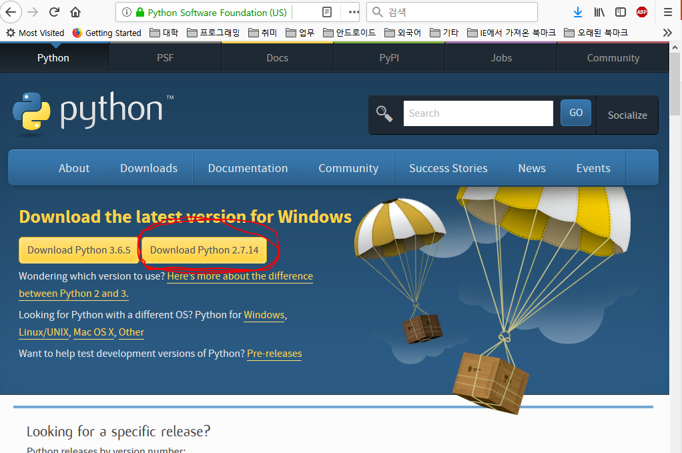 Python Software Foundation (US)
검색
Most Visited Getting Started 대학 프로그래밍 취미 업무 안드로이드 외국어 기타 IE에서 가져온 북마크 오래된 북마크
Python PSF Docs PyPI Jobs Community
python™
Search GO Socialize
About Downloads Documentation Community Success Stories News Events
Download the latest version for Windows
Download Python 3.6.5 Download Python 2.7.14
Wondering which version to use? Here's more about the difference
between Python 2 and 3.
Looking for Python with a different OS? Python for Windows,
Linux/UNIX, Mac OS X, Other
Want to help test development versions of Python? Pre-releases
Looking for a specific release?
Python releases by version number: